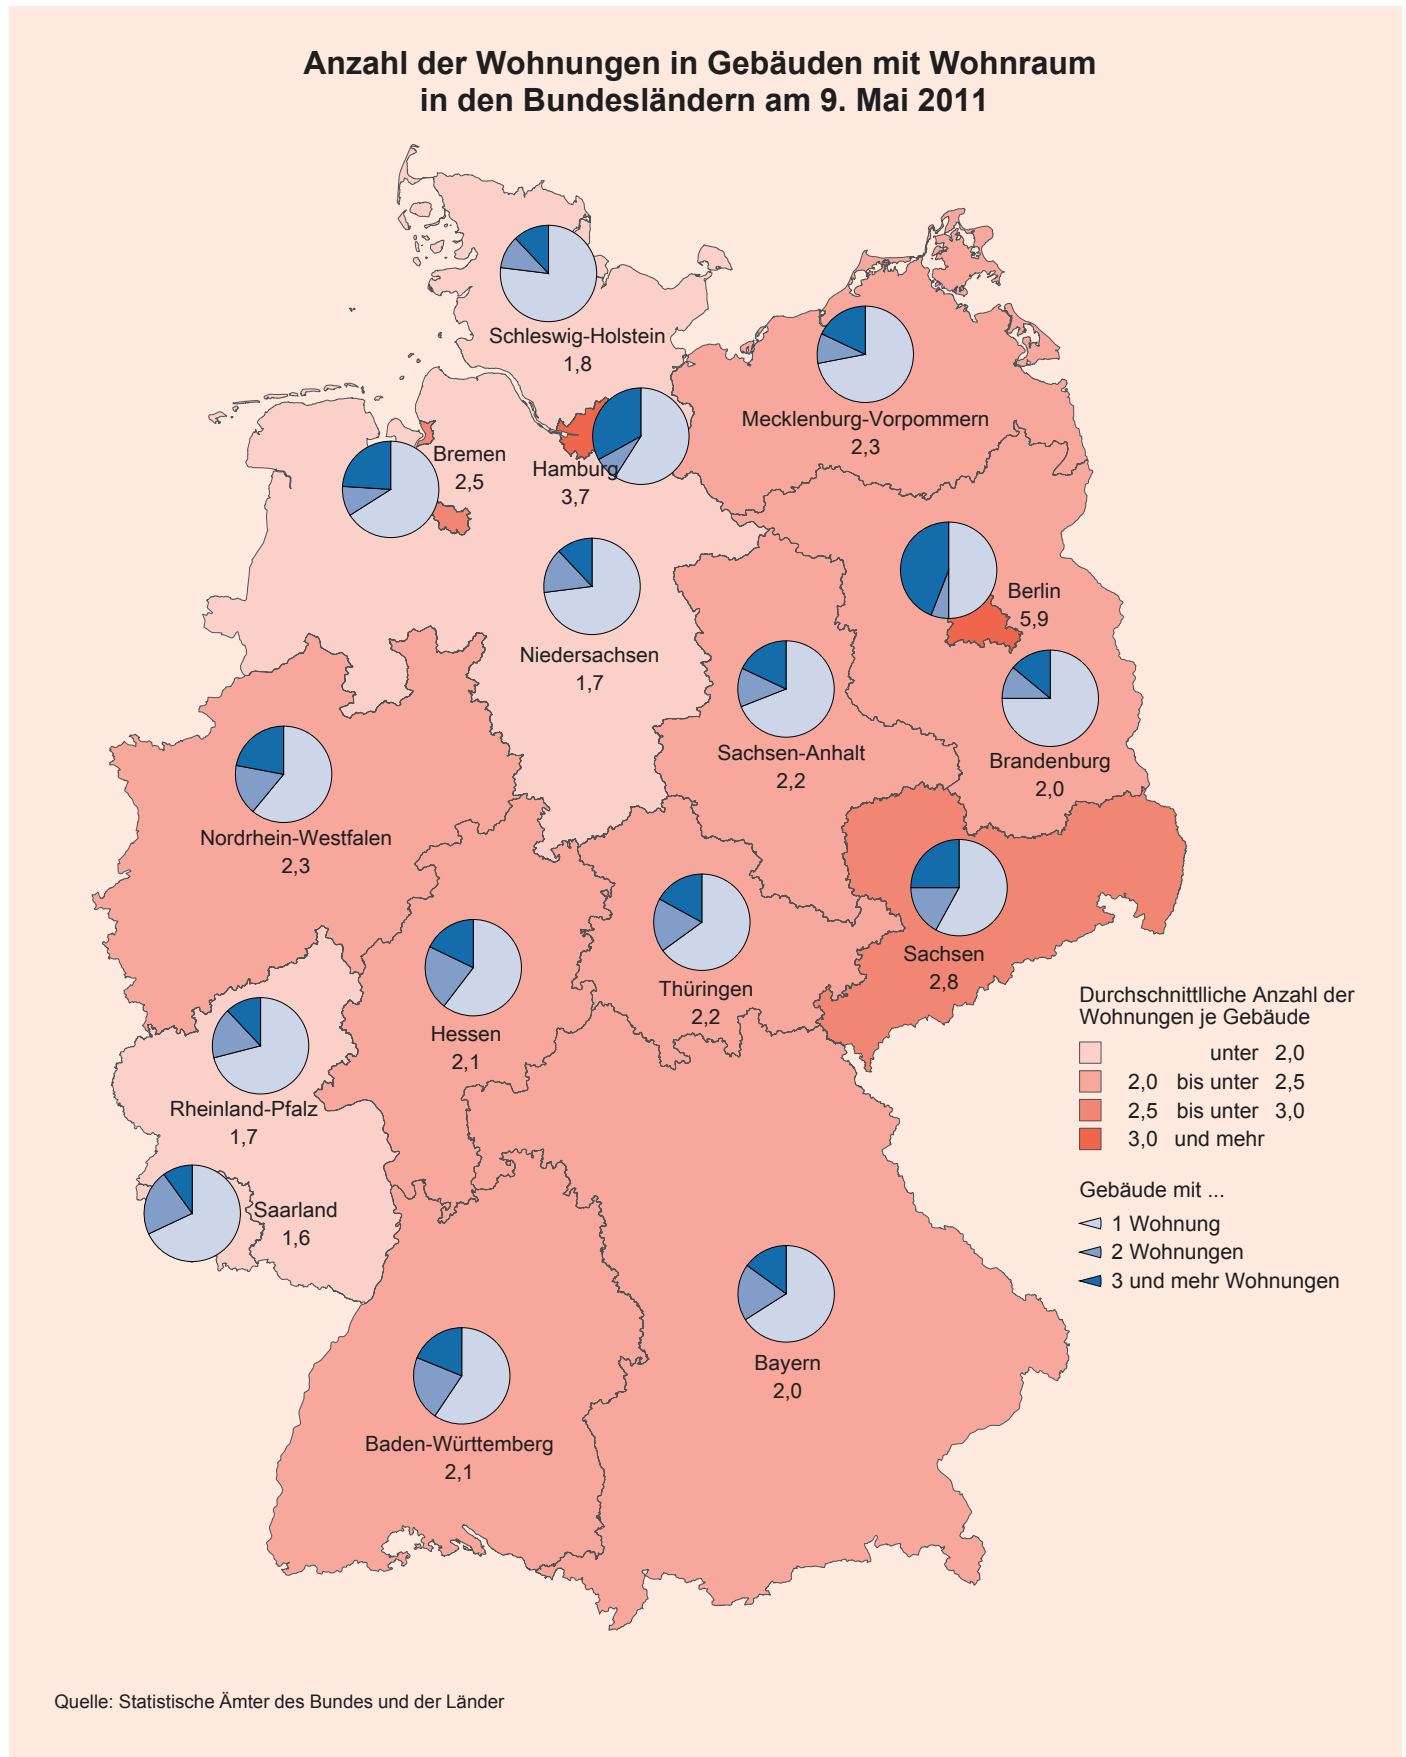 Anzahl der Wohnungen in Gebäuden mit Wohnraum
in den Bundesländern am 9. Mai 2011
Schleswig-Holstein
1,8
Mecklenburg-Vorpommern
2,3
Bremen
2,5
Hamburg
3,7
Berlin
5,9
Niedersachsen
1,7
Sachsen-Anhalt
2,2
Brandenburg
2,0
Nordrhein-Westfalen
2,3
Sachsen
2,8
Thüringen
2,2
Hessen
2,1
Rheinland-Pfalz
1,7
Saarland
1,6
Bayern
2,0
Baden-Württemberg
2,1
Durchschnittlliche Anzahl der
Wohnungen je Gebäude
unter 2,0
2,0 bis unter 2,5
2,5 bis unter 3,0
3,0 und mehr
Gebäude mit ...
1 Wohnung
2 Wohnungen
3 und mehr Wohnungen
Quelle: Statistische Ämter des Bundes und der Länder